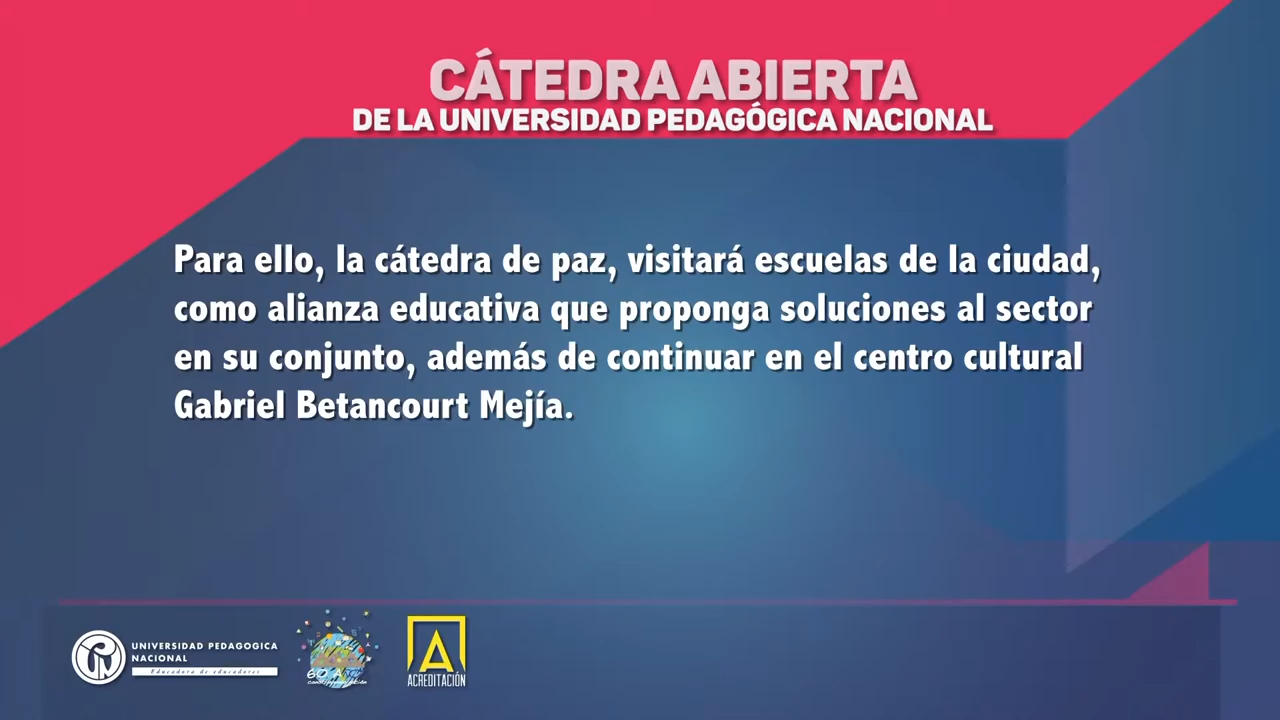 CÁTEDRA ABIERTA
DE LA UNIVERSIDAD PEDAGÓGICA NACIONAL
Para ello, la cátedra de paz, visitará escuelas de la ciudad,
como alianza educativa que proponga soluciones al sector
en su conjunto, además de continuar en el centro cultural
Gabriel Betancourt Mejía.
UNIVERSIDAD PEDAGOGICA
NACIONAL
Educadora de educadores
60
ACREDITACIÓN